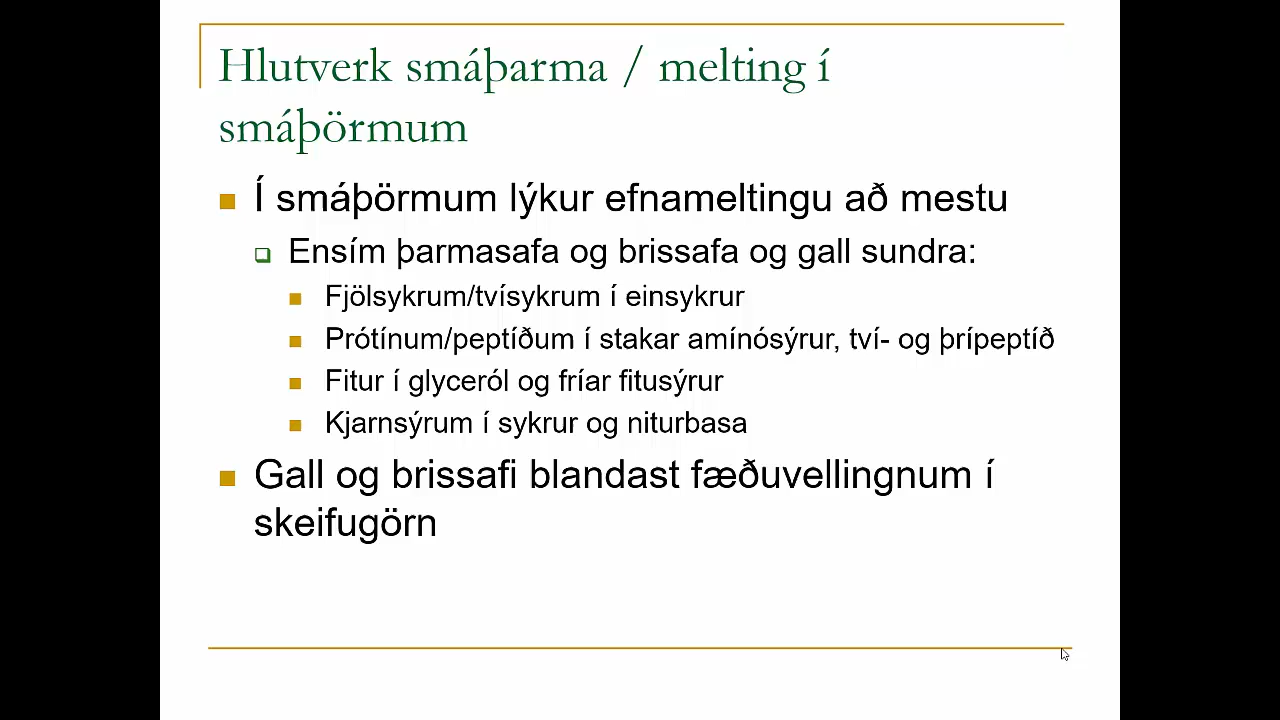 Hlutverk smáþarma / melting í
smáþörmum
Í smáþörmum lýkur efnameltingu að mestu
Ensím þarmasafa og brissafa og gall sundra:
Fjölsykrum/tvísykrum í einsykrur
Prótínum/peptíðum í stakar amínósýrur, tví- og þrípeptíð
Fitur í glyceról og fríar fitusýrur
Kjarnsýrum í sykrur og niturbasa
Gall og brissafi blandast fæðuvellingnum í
skeifugörn